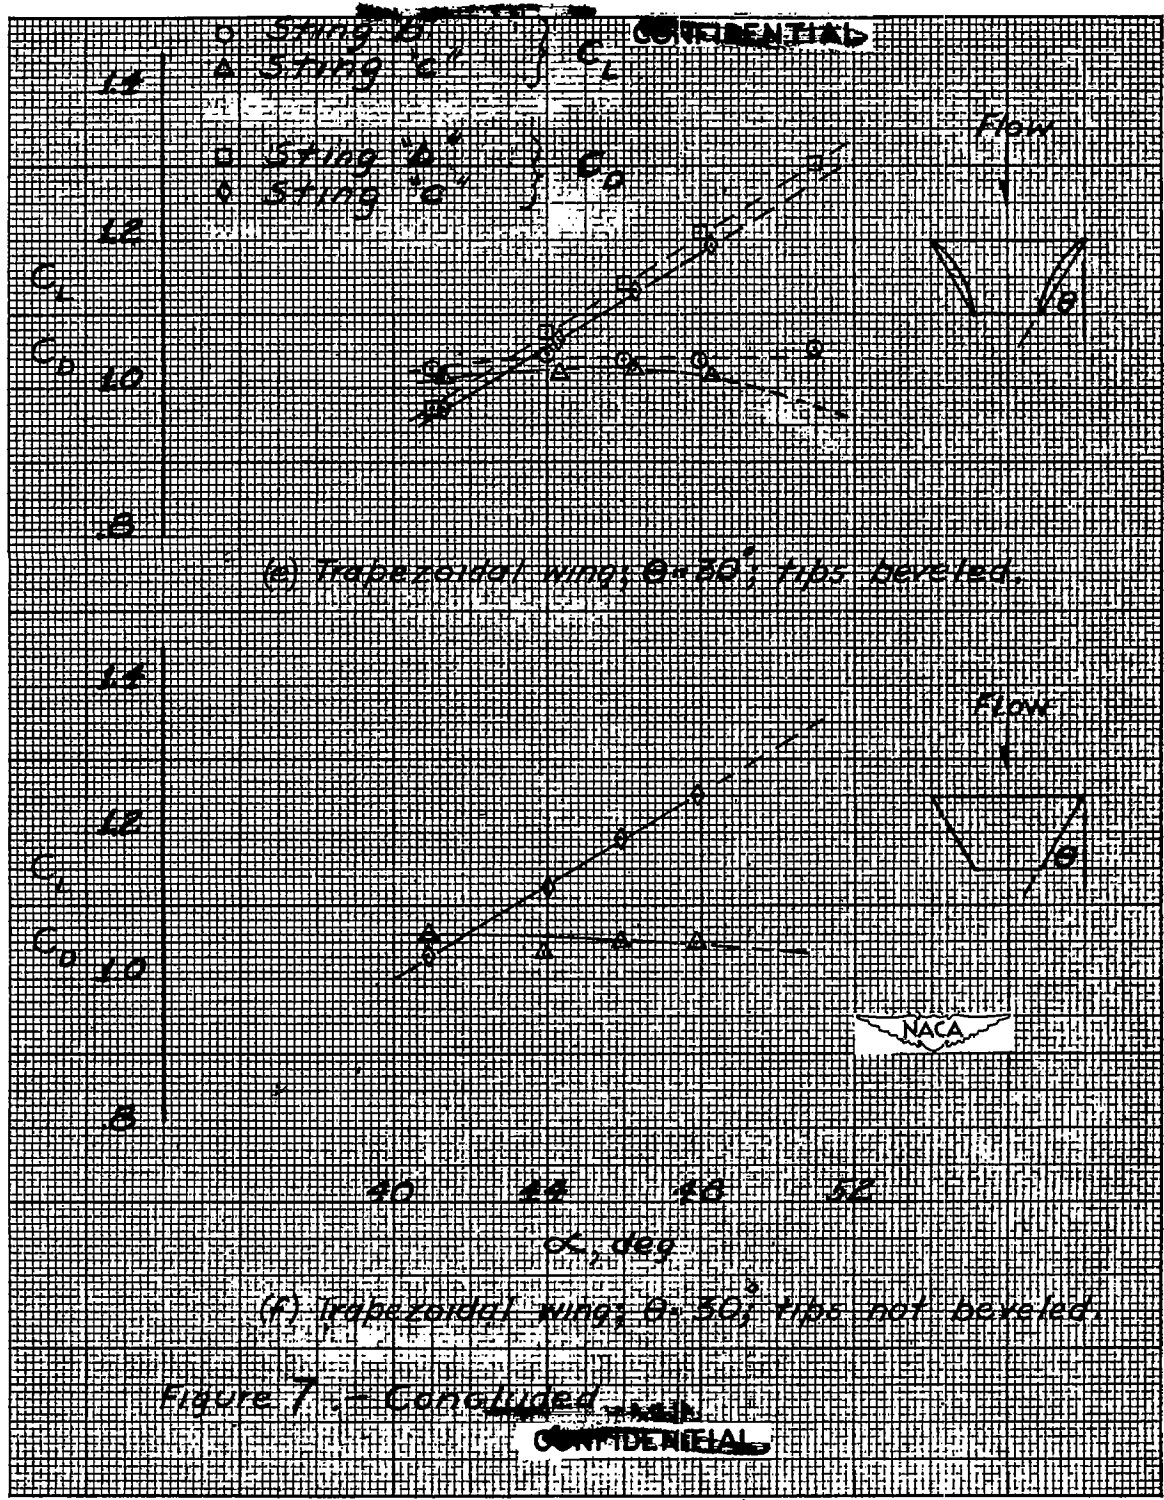 CONFIDENTIAL
○ Sting "b"
△ Sting "c" } C_L
1.4
□ Sting "b"
◊ Sting "c" } C_D
Flow
1.2
C_L
C_D
θ
1.0
.8
(e) Trapezoidal wing; θ = 30°; tips beveled.
1.4
Flow
1.2
C_L
θ
C_D
1.0
NACA
.8
40 44 48 52
α, deg
(f) Trapezoidal wing; θ = 30°; tips not beveled.
Figure 7.- Concluded
CONFIDENTIAL